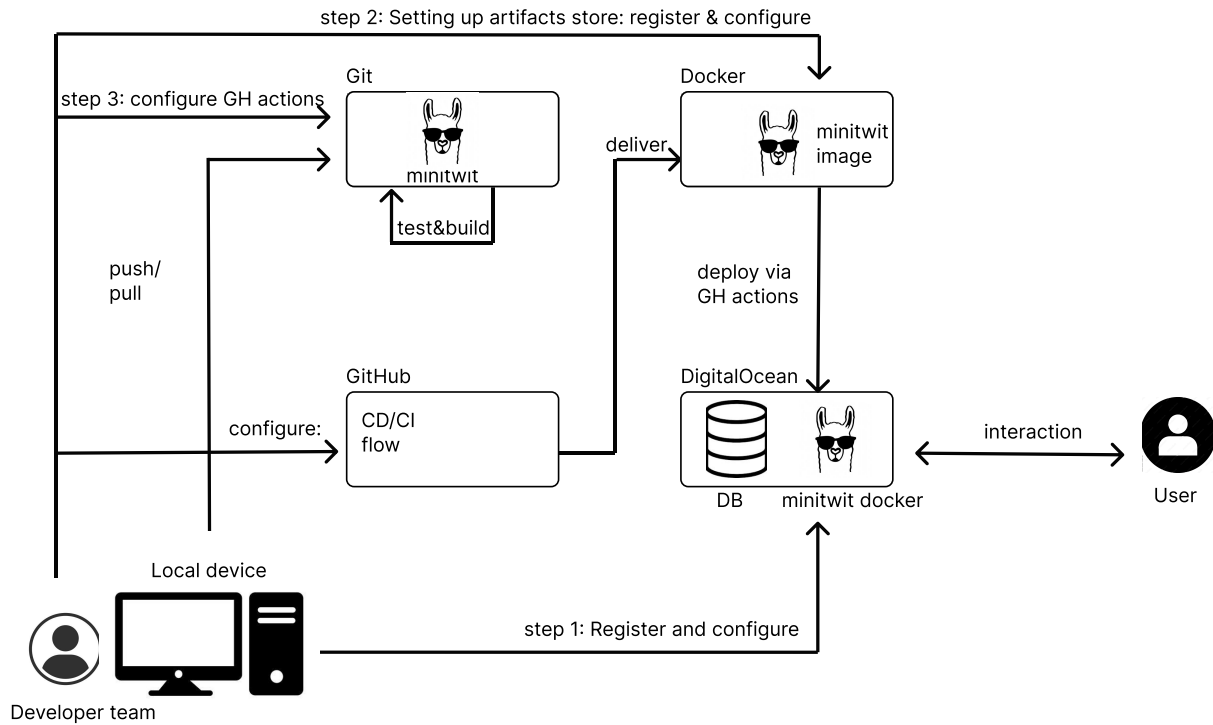 step 2: Setting up artifacts store: register & configure
Git
Docker
step 3: configure GH actions
minitwit
image
deliver
minitwit
test&build
push/
pull
deploy via
GH actions
GitHub
DigitalOcean
CD/CI
flow
configure:
interaction
DB
minitwit docker
User
Local device
step 1: Register and configure
Developer team